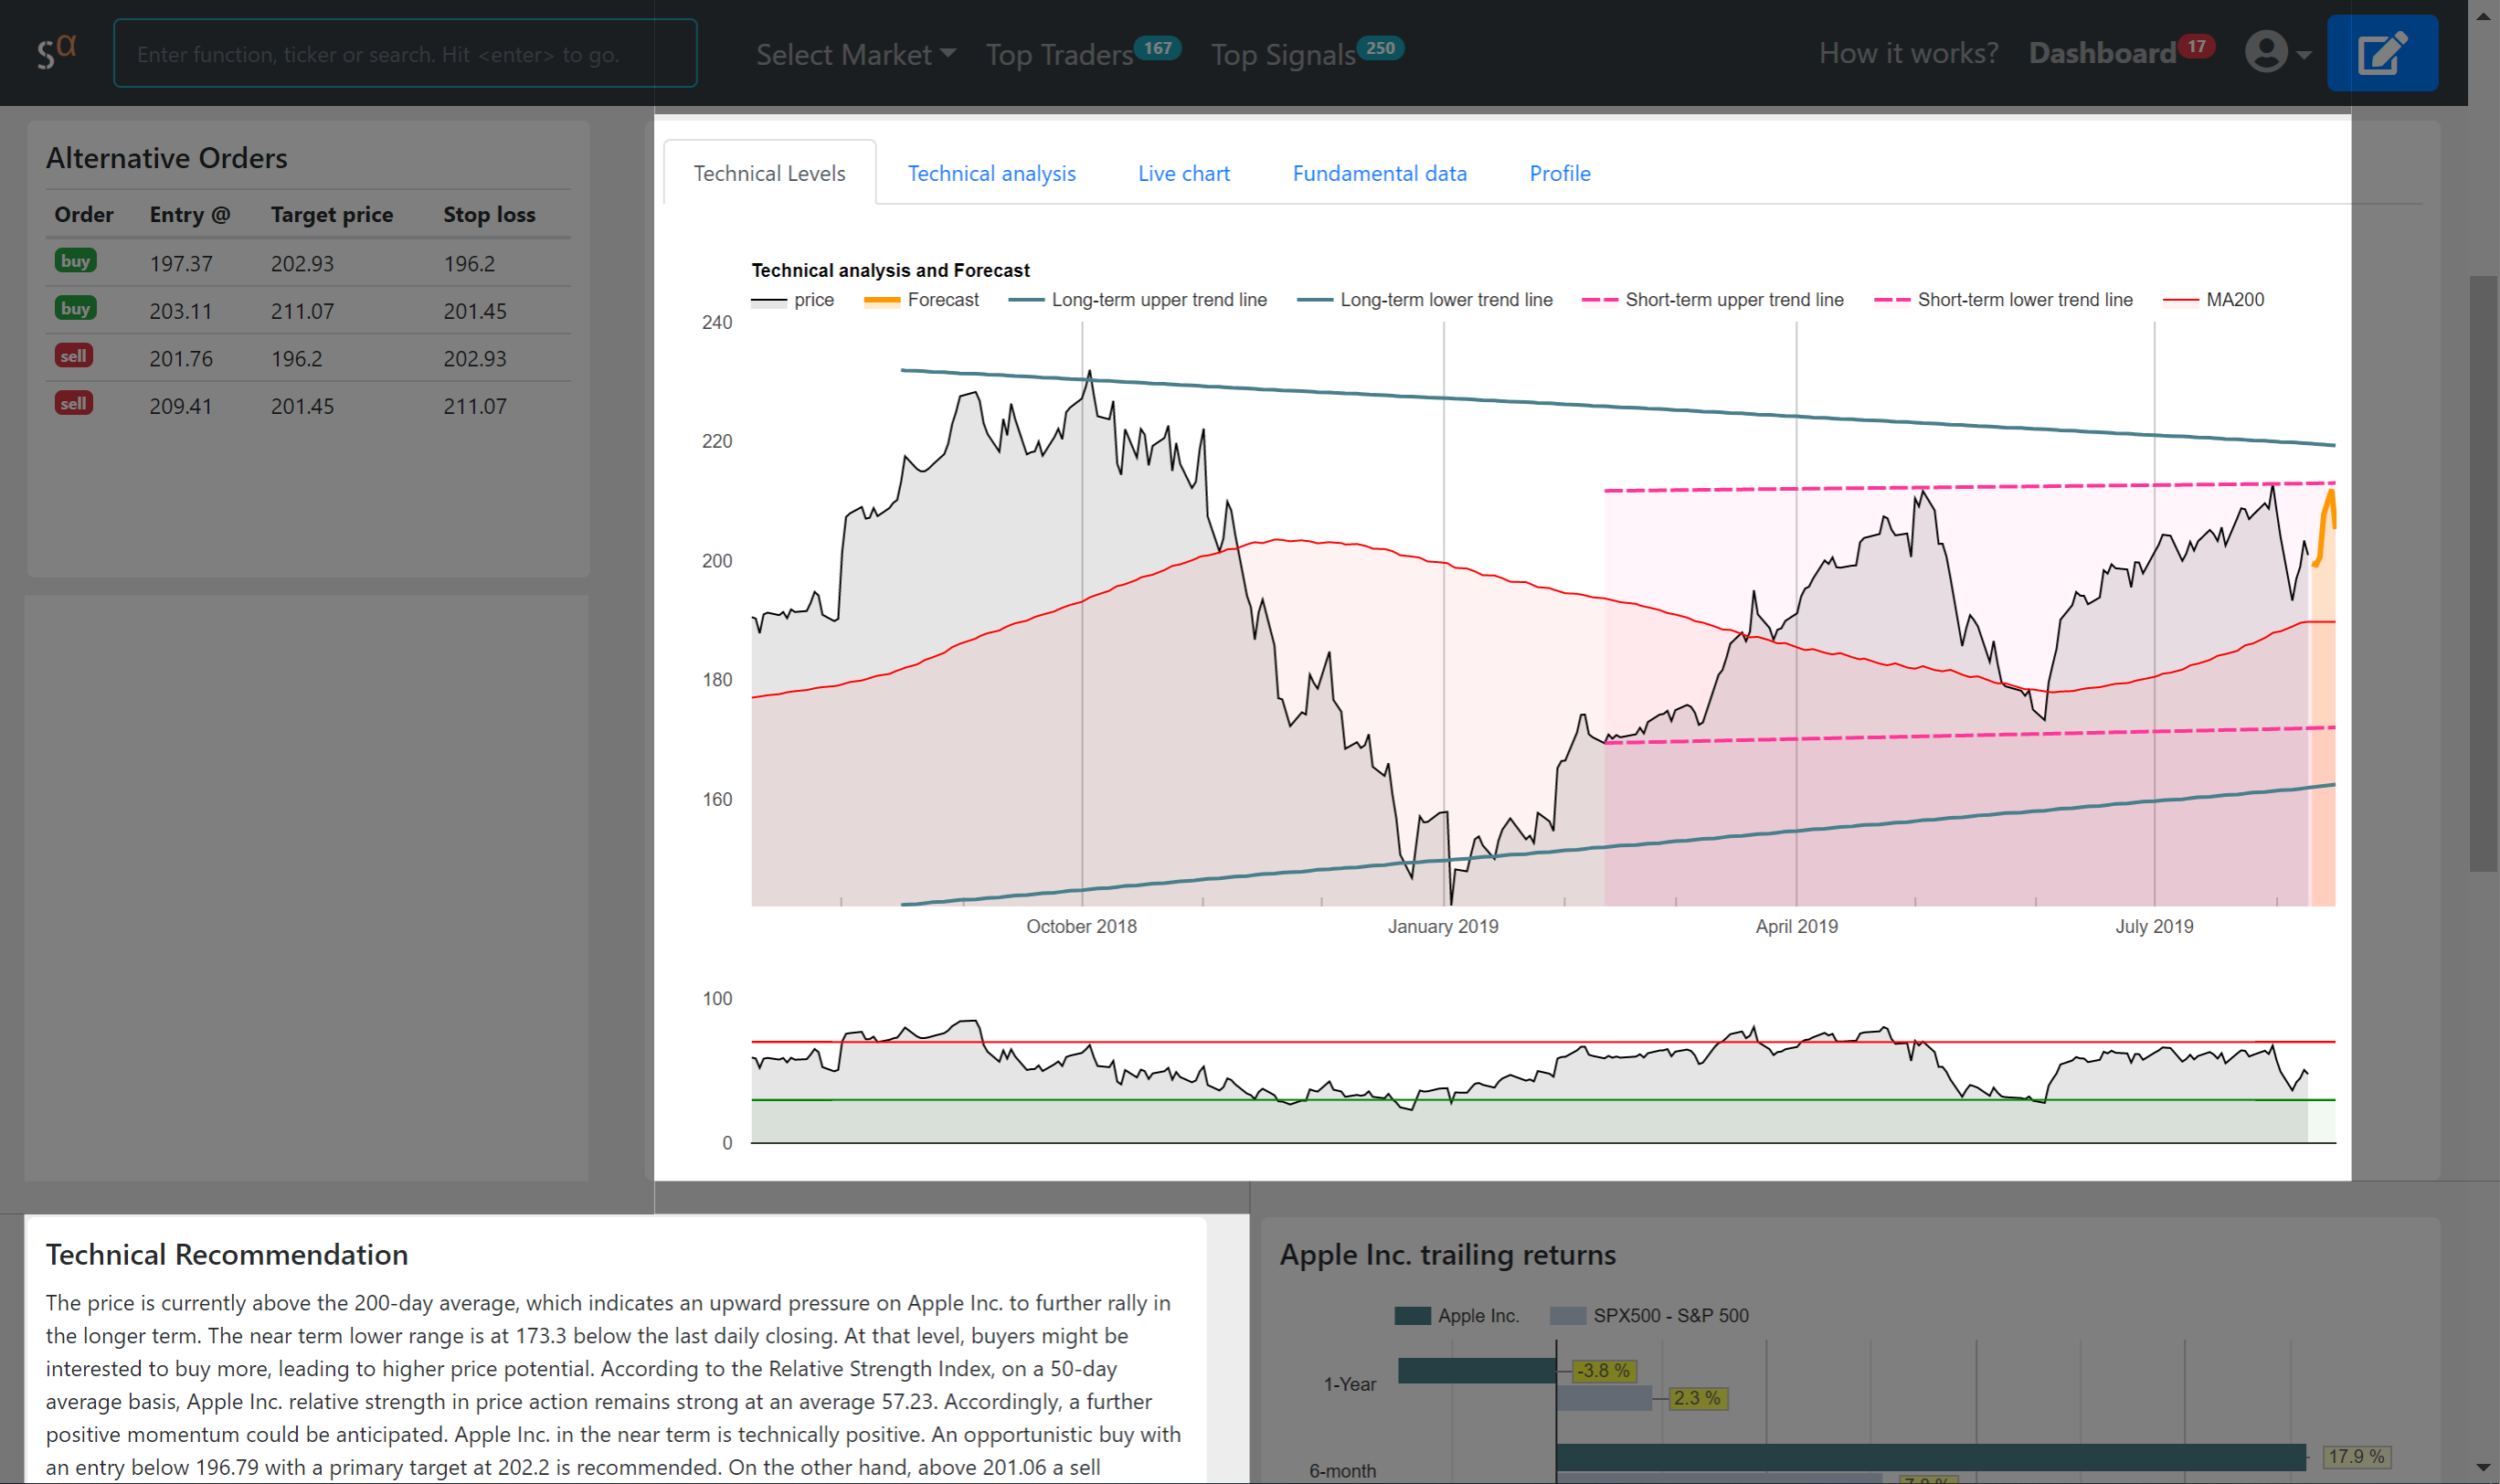 sα
Enter function, ticker or search. Hit <enter> to go.
Select Market
Top Traders 167
Top Signals 250
How it works?
Dashboard 17
Alternative Orders
Order Entry @ Target price Stop loss
buy 197.37 202.93 196.2
buy 203.11 211.07 201.45
sell 201.76 196.2 202.93
sell 209.41 201.45 211.07
Technical Levels Technical analysis Live chart Fundamental data Profile
Technical analysis and Forecast
price Forecast Long-term upper trend line Long-term lower trend line Short-term upper trend line Short-term lower trend line MA200
240
220
200
180
160
October 2018 January 2019 April 2019 July 2019
100
0
Technical Recommendation
The price is currently above the 200-day average, which indicates an upward pressure on Apple Inc. to further rally in
the longer term. The near term lower range is at 173.3 below the last daily closing. At that level, buyers might be
interested to buy more, leading to higher price potential. According to the Relative Strength Index, on a 50-day
average basis, Apple Inc. relative strength in price action remains strong at an average 57.23. Accordingly, a further
positive momentum could be anticipated. Apple Inc. in the near term is technically positive. An opportunistic buy with
an entry below 196.79 with a primary target at 202.2 is recommended. On the other hand, above 201.06 a sell
Apple Inc. trailing returns
Apple Inc. SPX500 - S&P 500
1-Year
-3.8 %
2.3 %
6-month
17.9 %